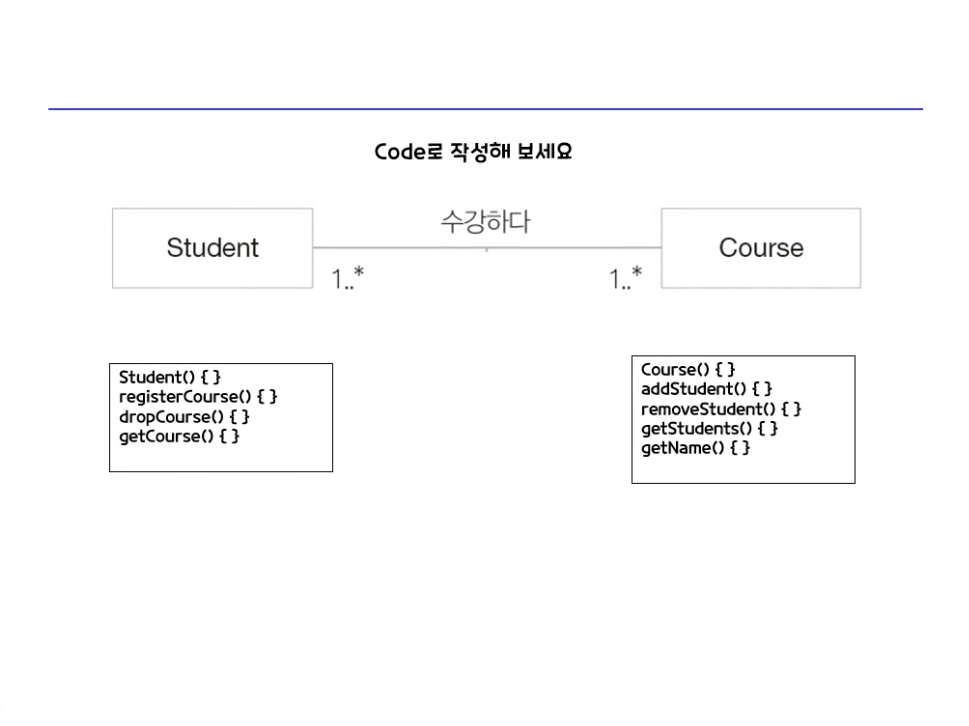 Code로 작성해 보세요
수강하다
Student
Course
1..*
1..*
Student() { }
registerCourse() { }
dropCourse() { }
getCourse() { }
Course() { }
addStudent() { }
removeStudent() { }
getStudents() { }
getName() { }